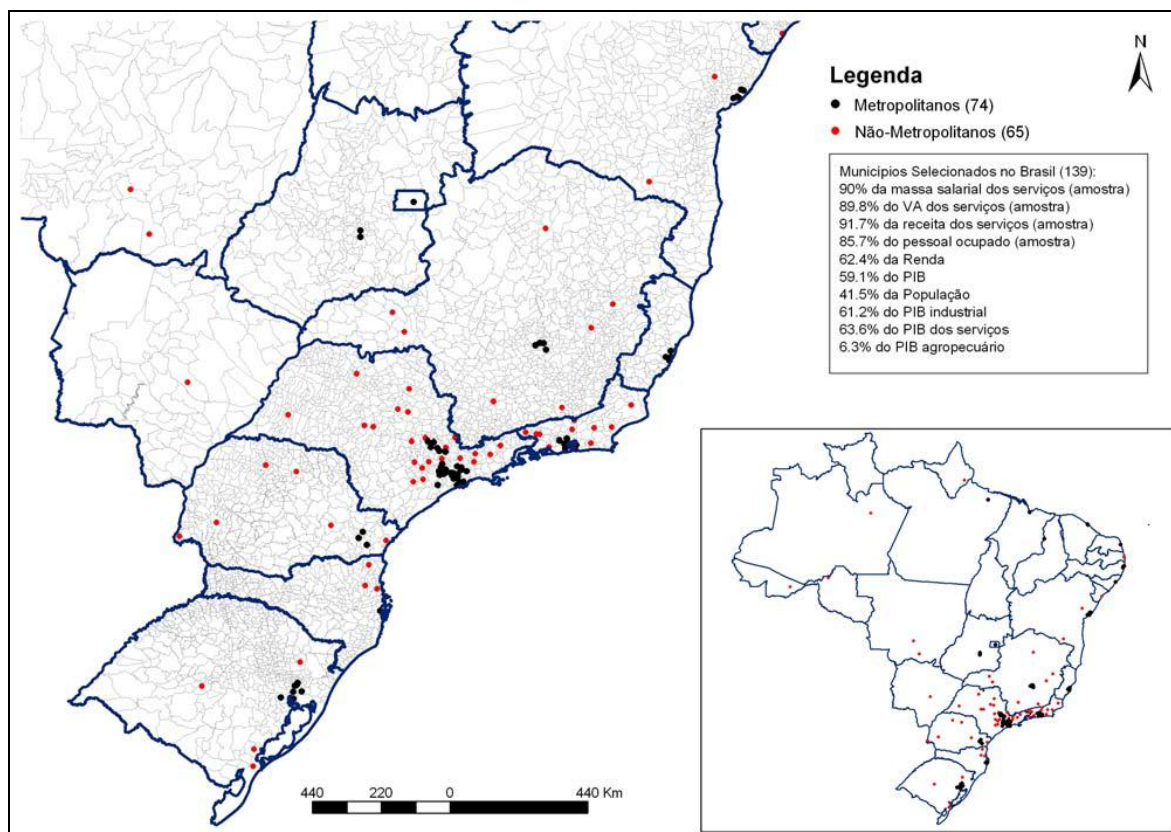 N
Legenda
Metropolitanos (74)
Não-Metropolitanos (65)
Municípios Selecionados no Brasil (139):
90% da massa salarial dos serviços (amostra)
89.8% do VA dos serviços (amostra)
91.7% da receita dos serviços (amostra)
85.7% do pessoal ocupado (amostra)
62.4% da Renda
59.1% do PIB
41.5% da População
61.2% do PIB industrial
63.6% do PIB dos serviços
6.3% do PIB agropecuário
440 220 0 440 Km